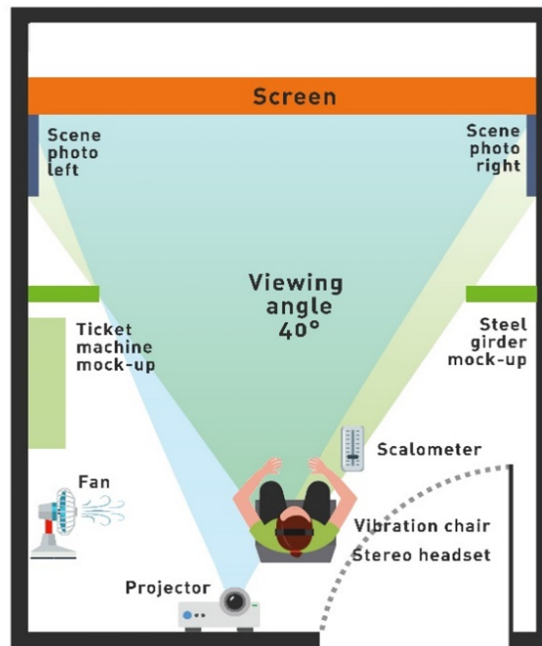 Screen
Scene
photo
left
Scene
photo
right
Viewing
angle
40°
Ticket
machine
mock-up
Steel
girder
mock-up
Scalometer
Fan
Vibration chair
Stereo headset
Projector